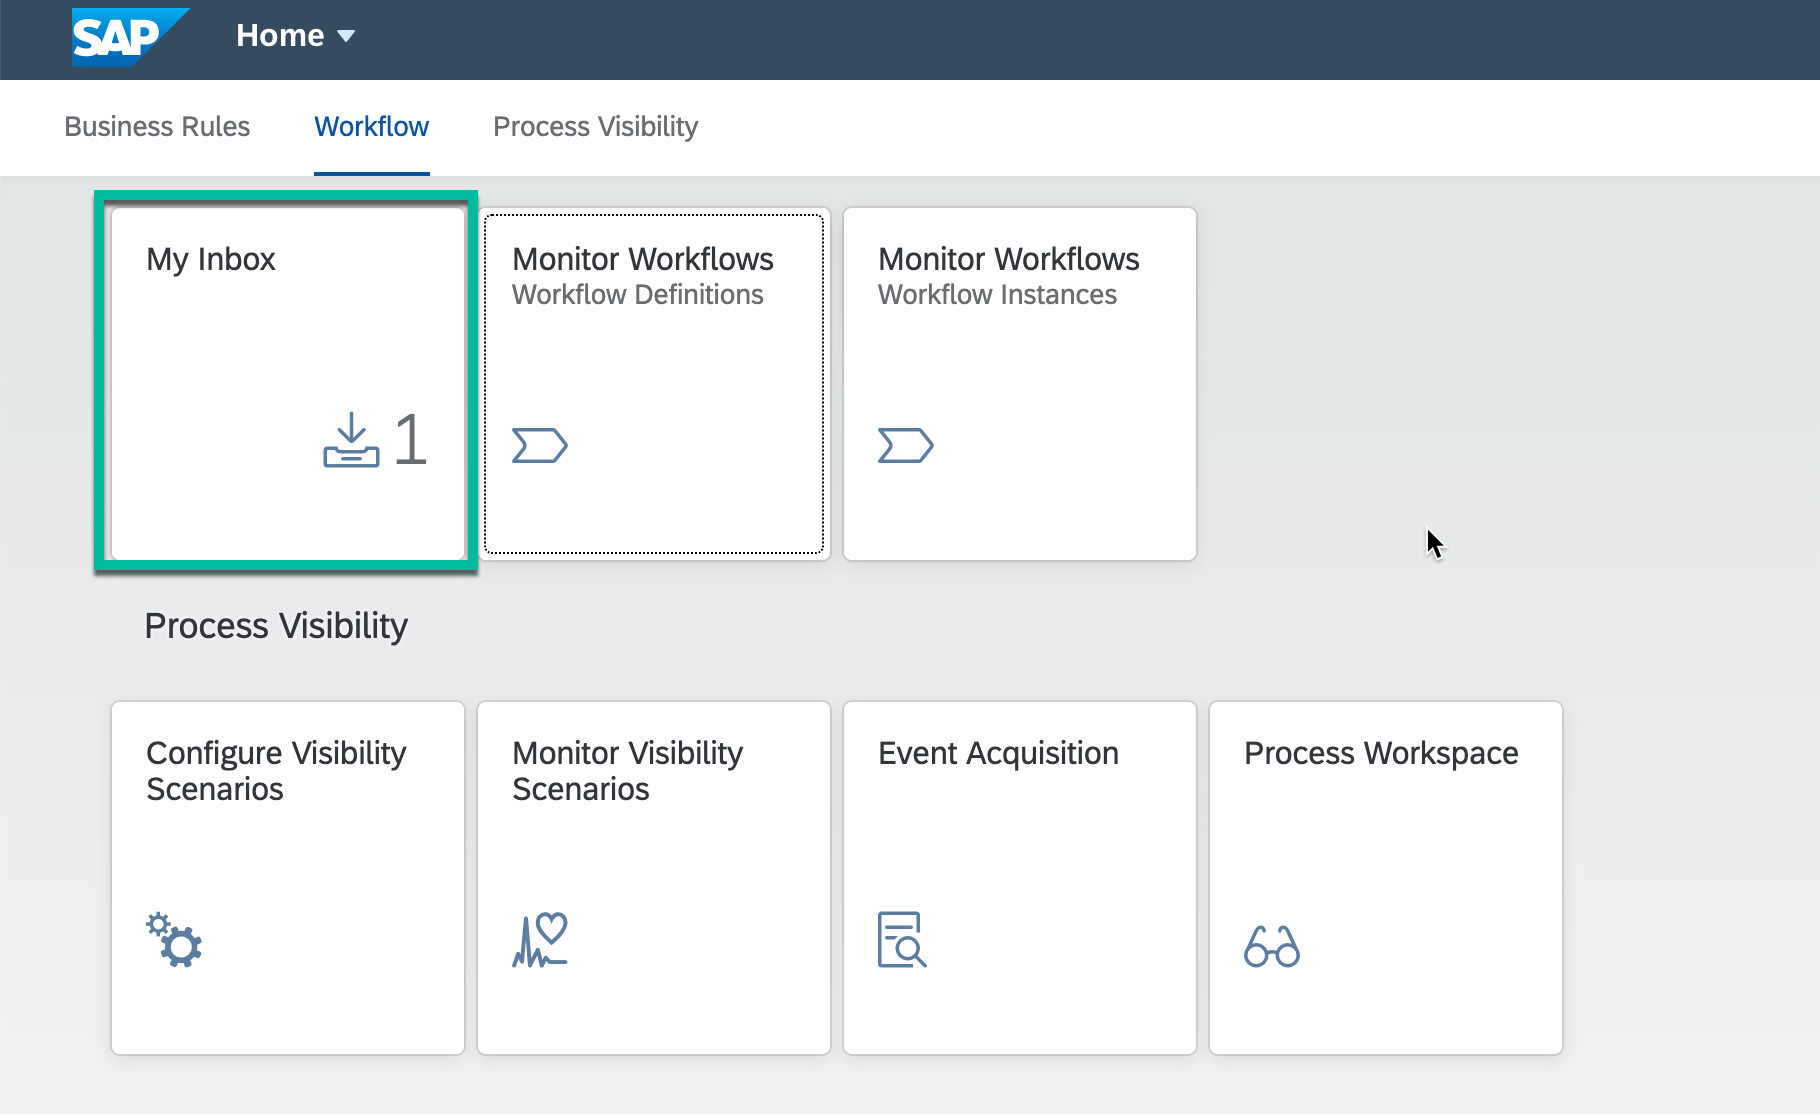 SAP Home
Business Rules Workflow Process Visibility
My Inbox
1
Monitor Workflows
Workflow Definitions
Monitor Workflows
Workflow Instances
Process Visibility
Configure Visibility
Scenarios
Monitor Visibility
Scenarios
Event Acquisition
Process Workspace